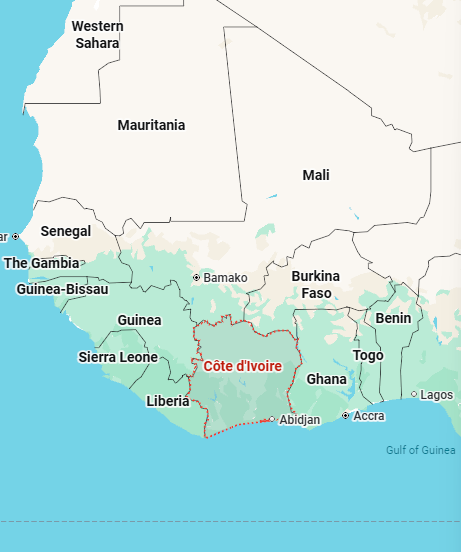 Western
Sahara
Mauritania
Mali
Senegal
ar
The Gambia
Guinea-Bissau
Bamako
Burkina
Faso
Guinea
Benin
Sierra Leone
Togo
Côte d'Ivoire
Ghana
Liberia
Lagos
Abidjan
Accra
Gulf of Guinea